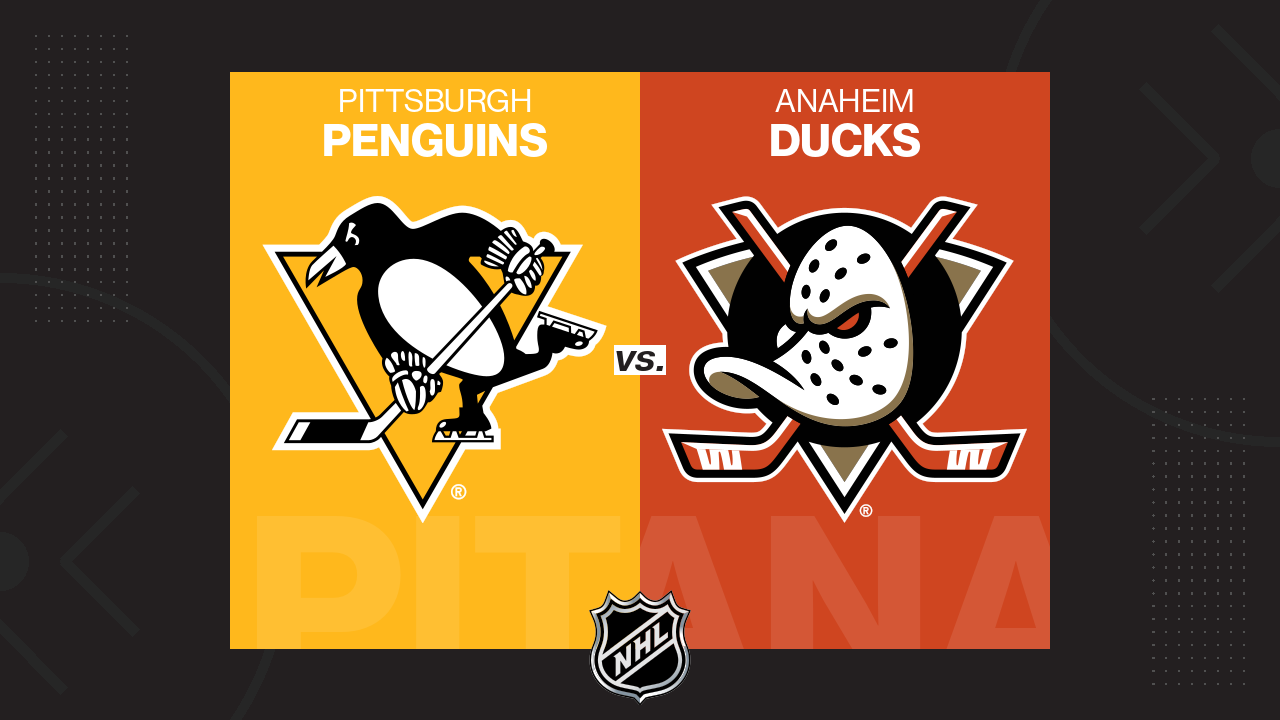 PITTSBURGH
PENGUINS
ANAHEIM
DUCKS
VS.
®
®
PIT
ANA
NHL